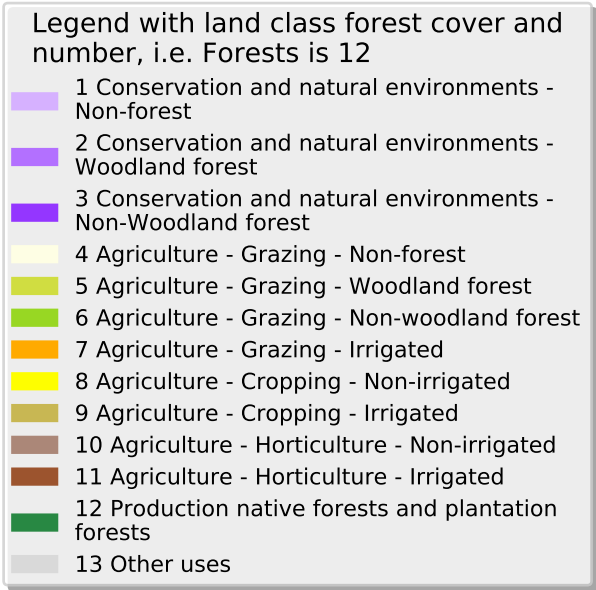 Legend with land class forest cover and
number, i.e. Forests is 12
1 Conservation and natural environments -
Non-forest
2 Conservation and natural environments -
Woodland forest
3 Conservation and natural environments -
Non-Woodland forest
4 Agriculture - Grazing - Non-forest
5 Agriculture - Grazing - Woodland forest
6 Agriculture - Grazing - Non-woodland forest
7 Agriculture - Grazing - Irrigated
8 Agriculture - Cropping - Non-irrigated
9 Agriculture - Cropping - Irrigated
10 Agriculture - Horticulture - Non-irrigated
11 Agriculture - Horticulture - Irrigated
12 Production native forests and plantation
forests
13 Other uses